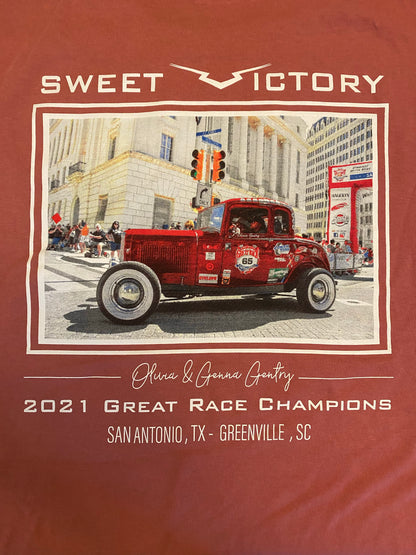 SWEET VICTORY
65
Olivia & Genna Gentry
2021 GREAT RACE CHAMPIONS
SAN ANTONIO, TX - GREENVILLE, SC